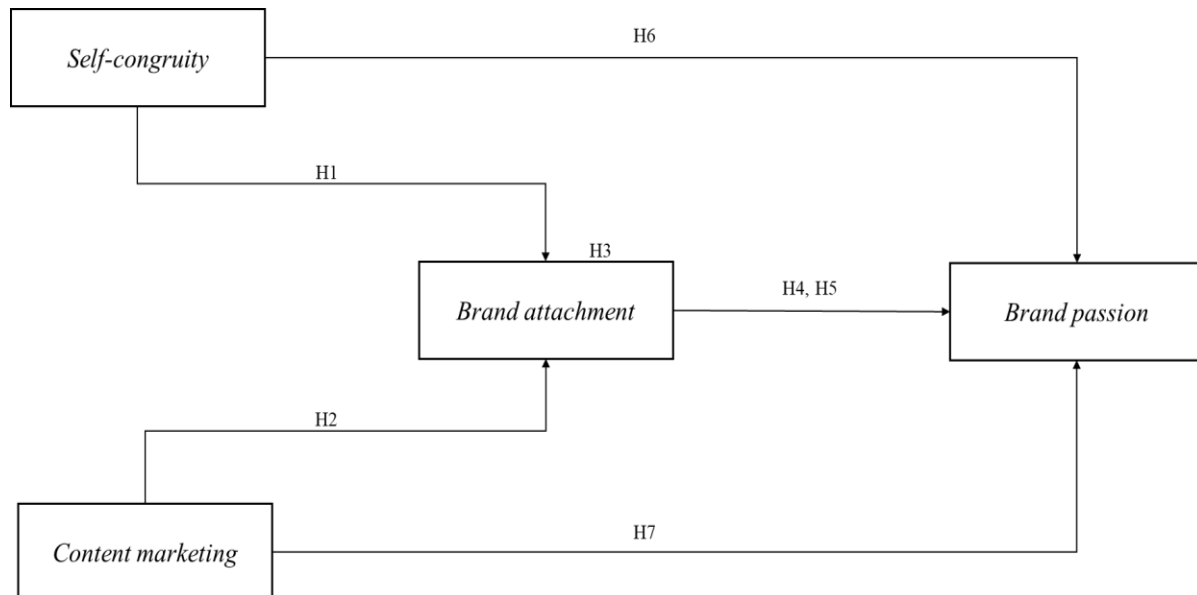 H6
Self-congruity
H1
H3
H4, H5
Brand attachment
Brand passion
H2
H7
Content marketing